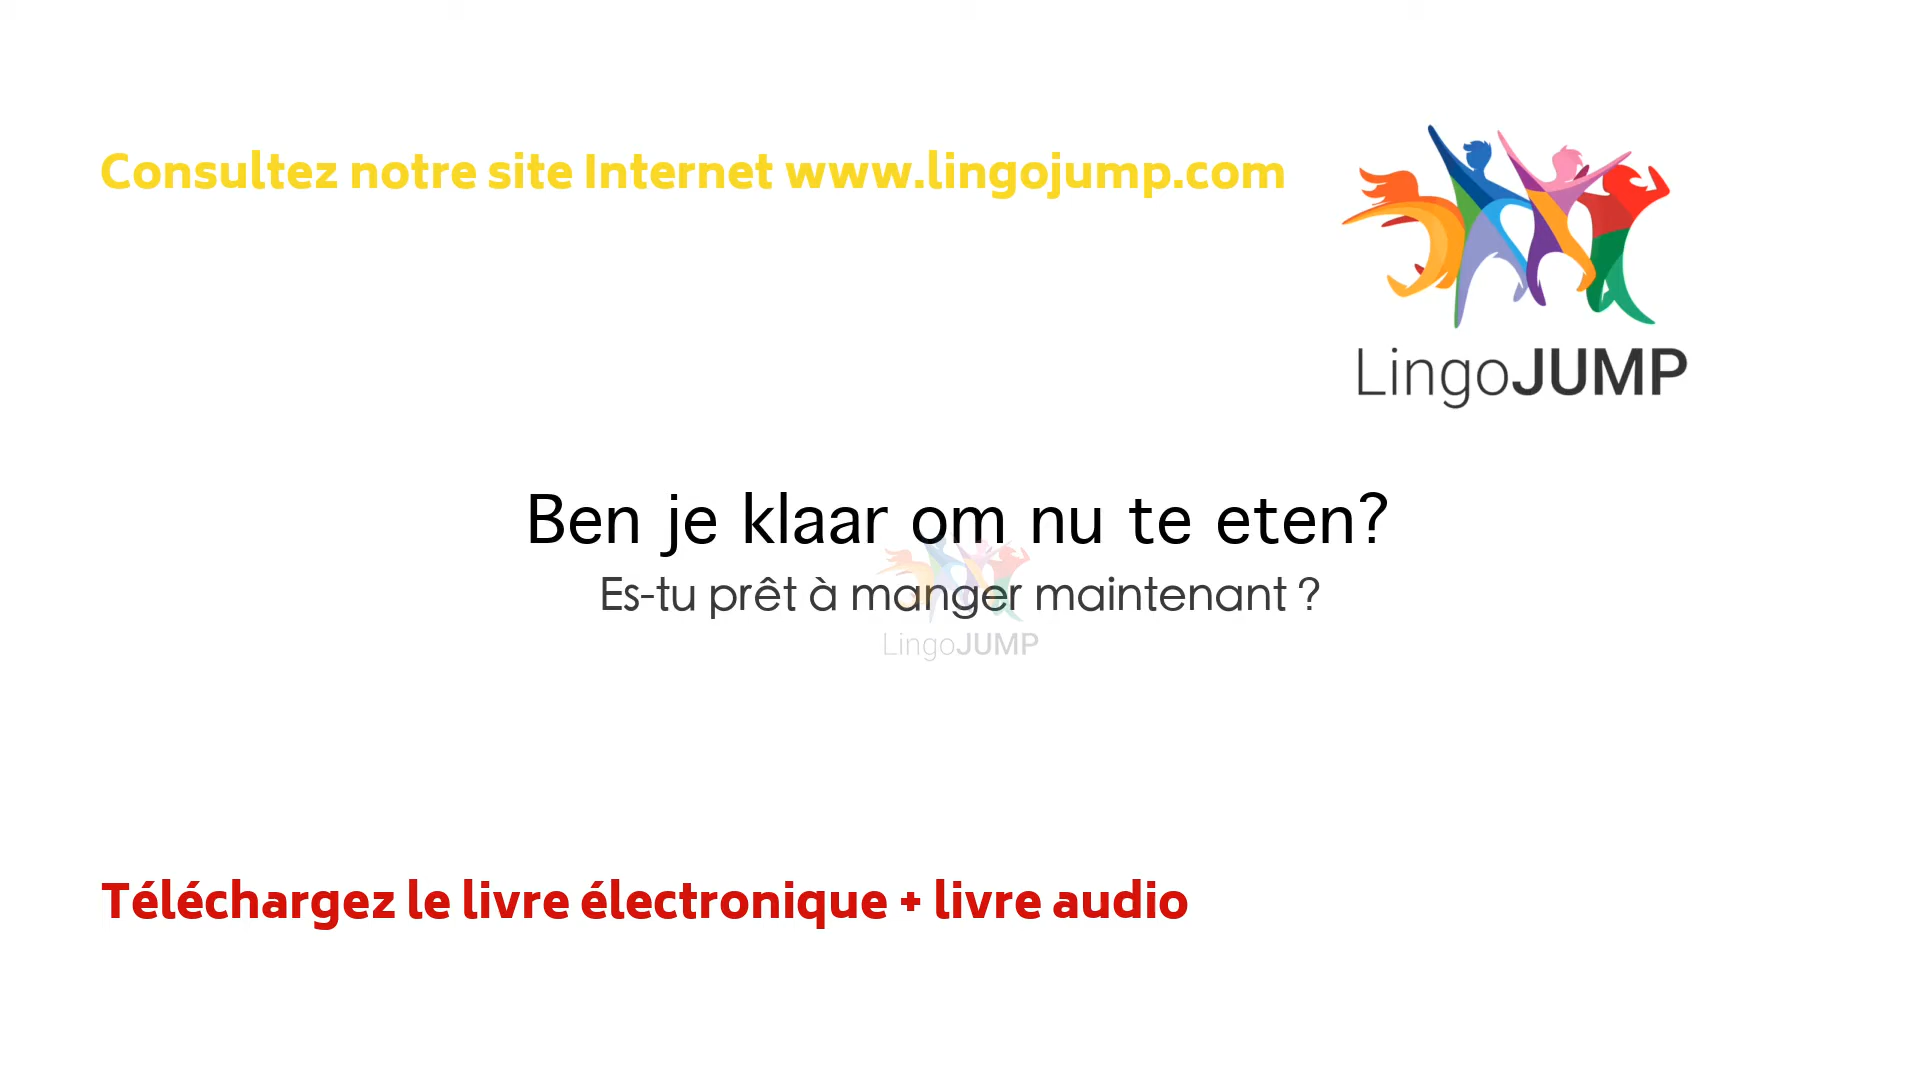 Consultez notre site Internet www.lingojump.com
LingoJUMP
Ben je klaar om nu te eten?
Es-tu prêt à manger maintenant ?
LingoJUMP
Téléchargez le livre électronique + livre audio